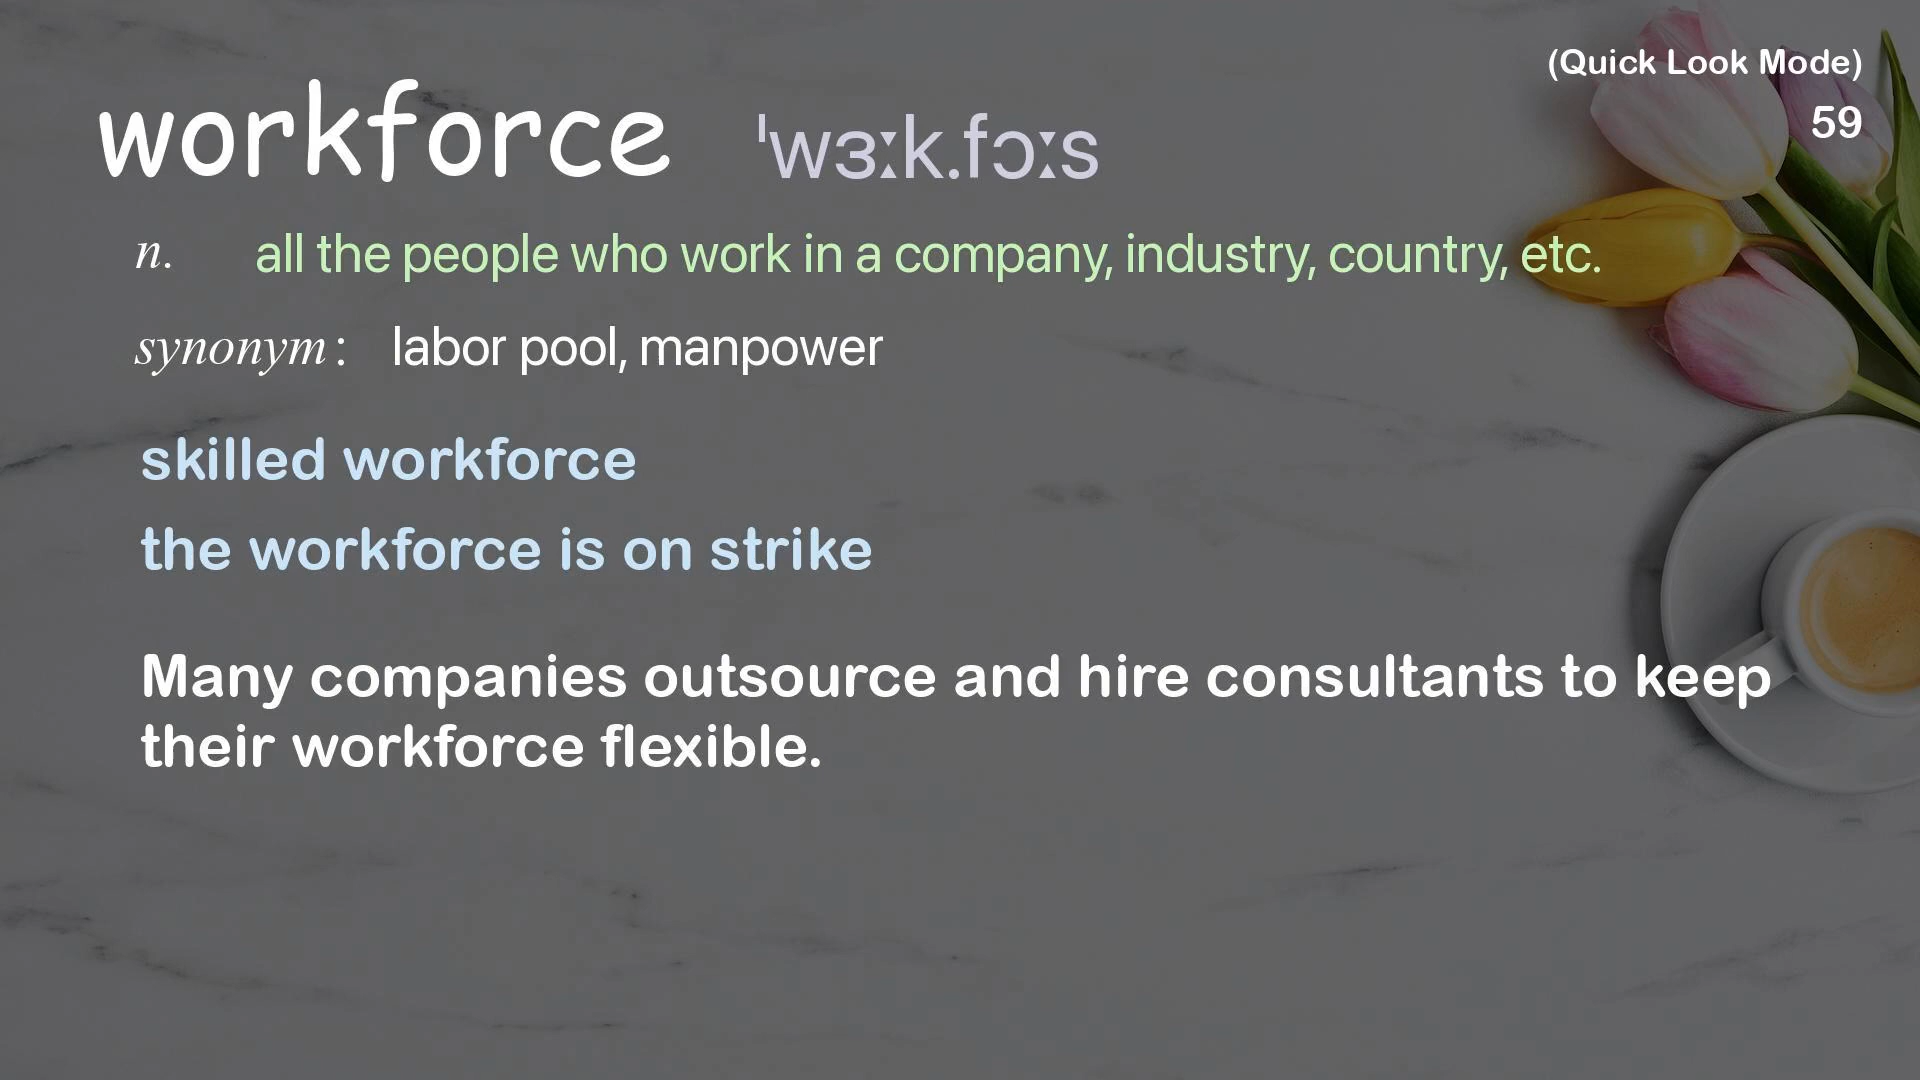 (Quick Look Mode)
59
workforce ˈwɜːk.fɔːs
n. all the people who work in a company, industry, country, etc.
synonym: labor pool, manpower
skilled workforce
the workforce is on strike
Many companies outsource and hire consultants to keep
their workforce flexible.